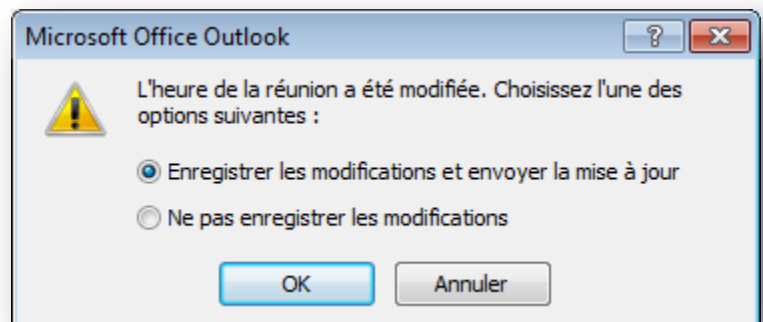 Microsoft Office Outlook
L'heure de la réunion a été modifiée. Choisissez l'une des
options suivantes :
Enregistrer les modifications et envoyer la mise à jour
Ne pas enregistrer les modifications
OK
Annuler